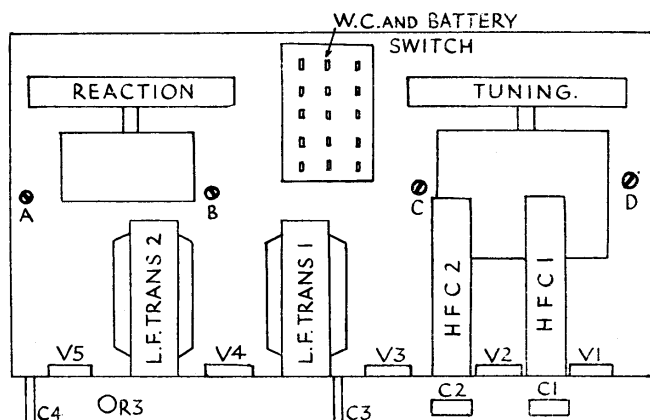 W.C. AND BATTERY
SWITCH
REACTION
TUNING.
A
B
C
D
L.F. TRANS 2
L.F. TRANS 1
HFC 2
HFC 1
V5
V4
V3
V2
V1
C4
R3
C3
C2
C1